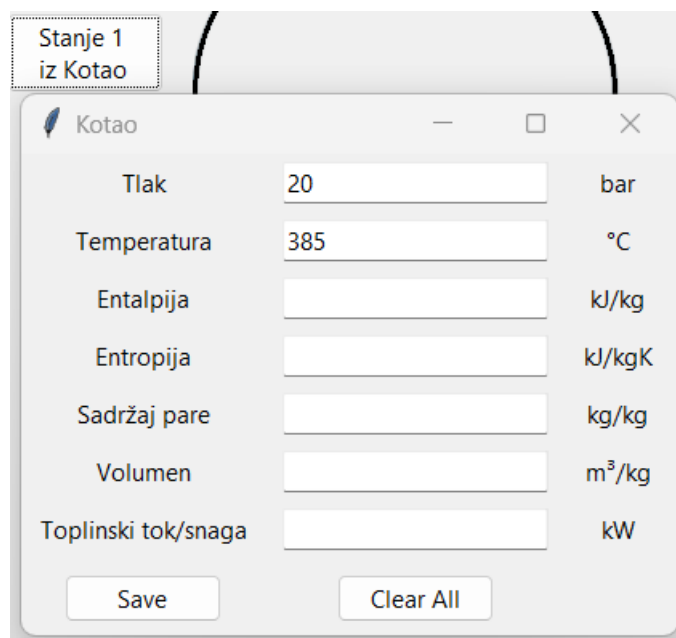 Stanje 1
iz Kotao
Kotao
Tlak 20 bar
Temperatura 385 °C
Entalpija kJ/kg
Entropija kJ/kgK
Sadržaj pare kg/kg
Volumen m³/kg
Toplinski tok/snaga kW
Save Clear All